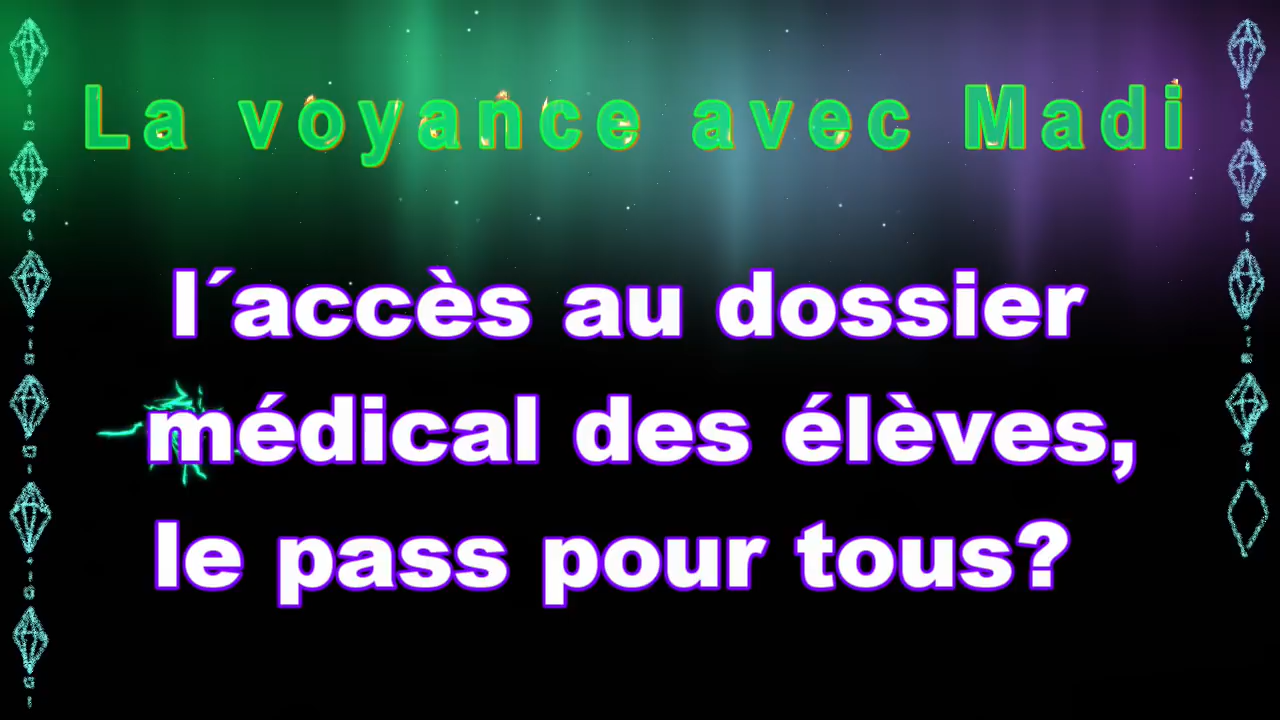 La voyance avec Madi
l´accès au dossier
médical des élèves,
le pass pour tous?